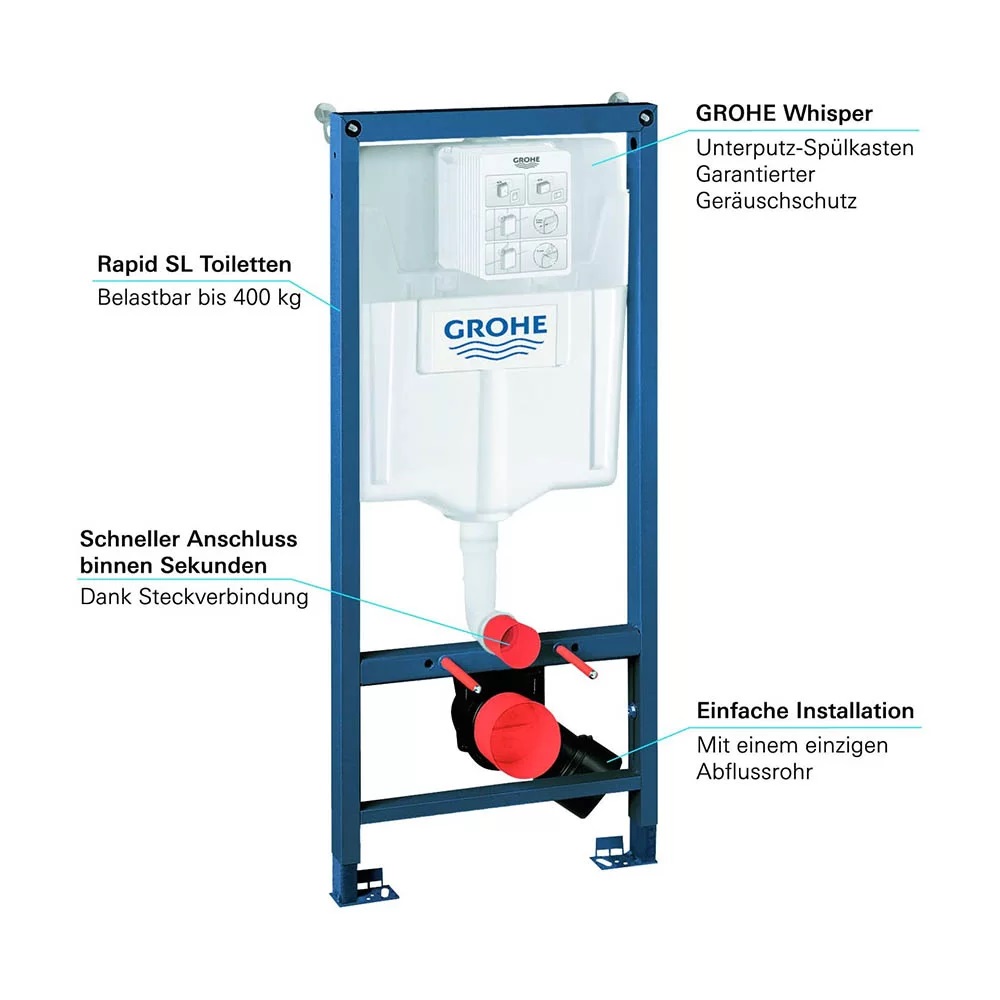 GROHE Whisper
Unterputz-Spülkasten
Garantierter
Geräuschschutz
GROHE
Rapid SL Toiletten
Belastbar bis 400 kg
GROHE
Schneller Anschluss
binnen Sekunden
Dank Steckverbindung
Einfache Installation
Mit einem einzigen
Abflussrohr